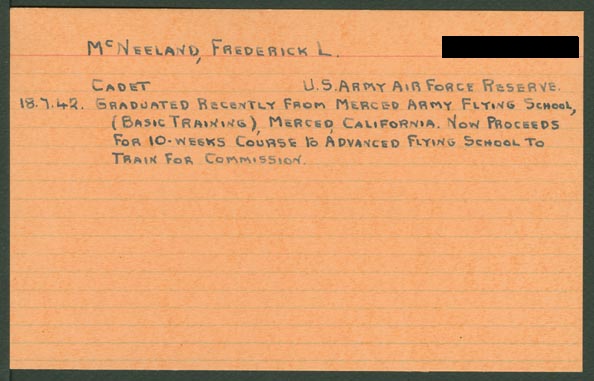 McNEELAND, FREDERICK L.
CADET U.S. ARMY AIR FORCE RESERVE.
18.7.42. GRADUATED RECENTLY FROM MERCED ARMY FLYING SCHOOL,
(BASIC TRAINING), MERCED, CALIFORNIA. NOW PROCEEDS
FOR 10-WEEKS COURSE TO ADVANCED FLYING SCHOOL TO
TRAIN FOR COMMISSION.